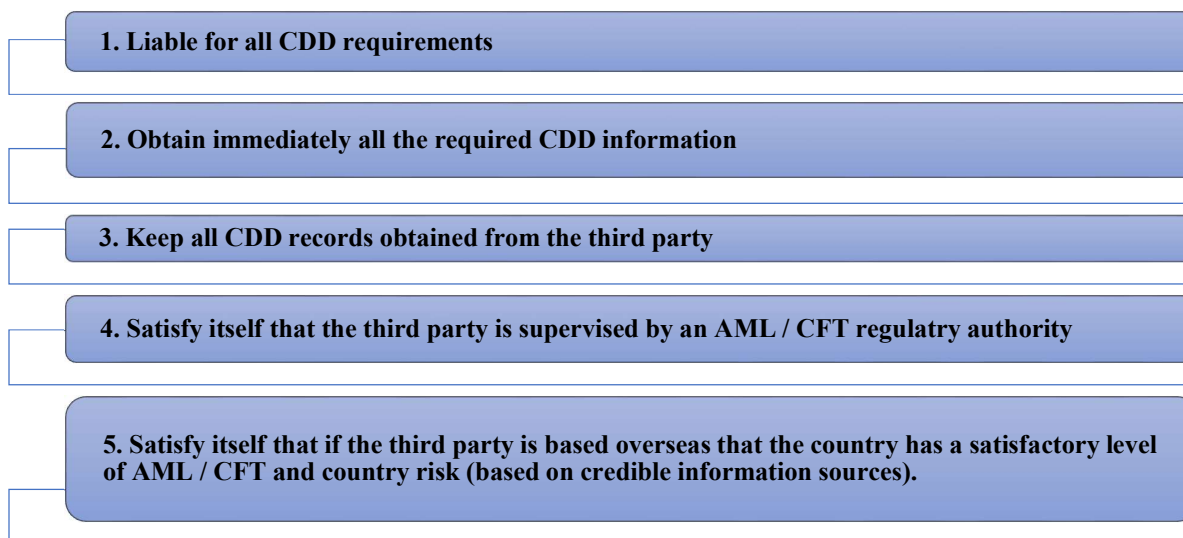 1. Liable for all CDD requirements
2. Obtain immediately all the required CDD information
3. Keep all CDD records obtained from the third party
4. Satisfy itself that the third party is supervised by an AML / CFT regulatry authority
5. Satisfy itself that if the third party is based overseas that the country has a satisfactory level
of AML / CFT and country risk (based on credible information sources).